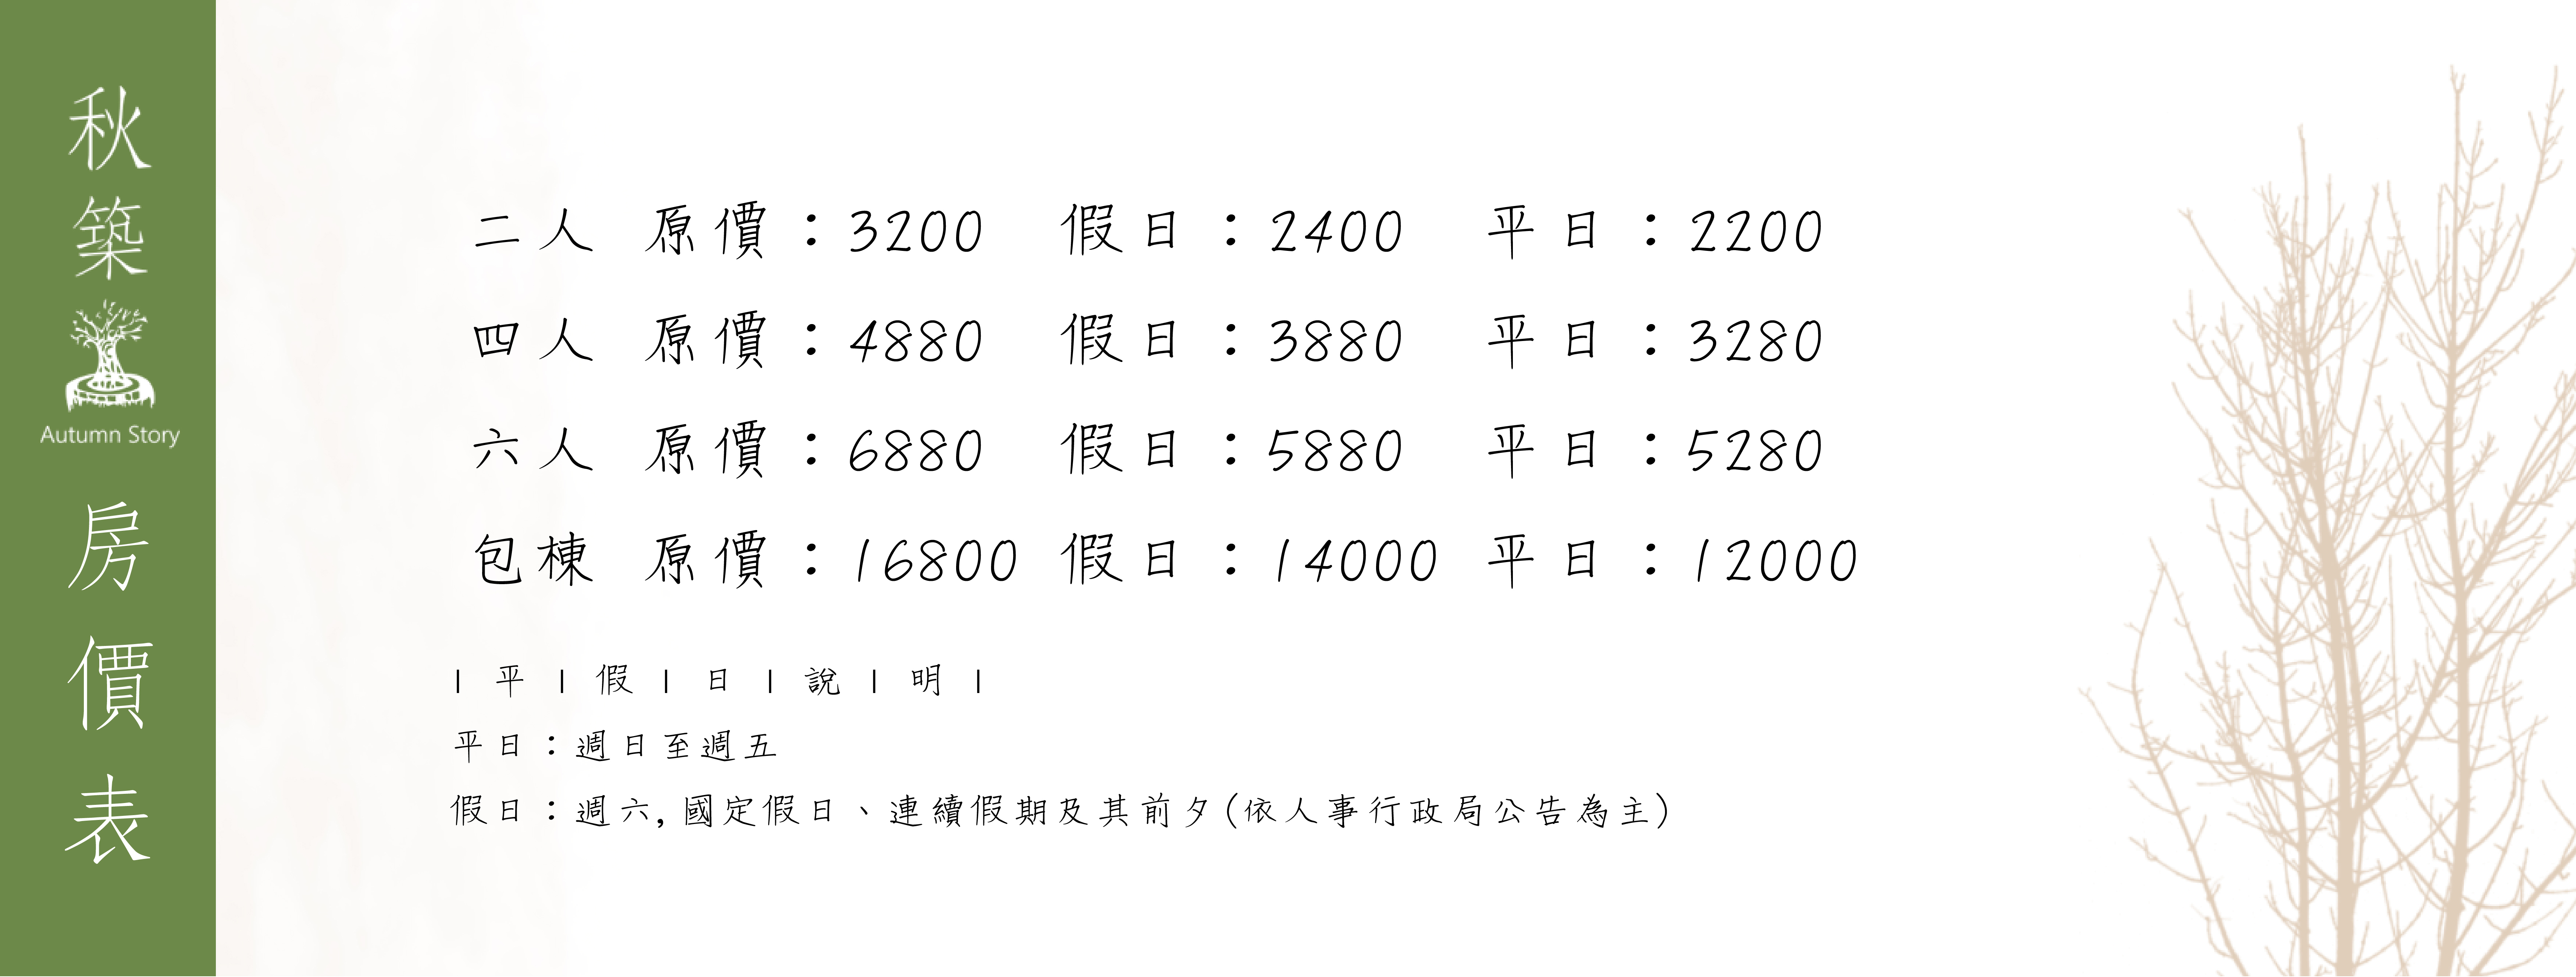 秋築
Autumn Story
房價表
二人 原價：3200 假日：2400 平日：2200
四人 原價：4880 假日：3880 平日：3280
六人 原價：6880 假日：5880 平日：5280
包棟 原價：16800 假日：14000 平日：12000
| 平 | 假 | 日 | 說 | 明 |
平日：週日至週五
假日：週六,國定假日、連續假期及其前夕(依人事行政局公告為主)